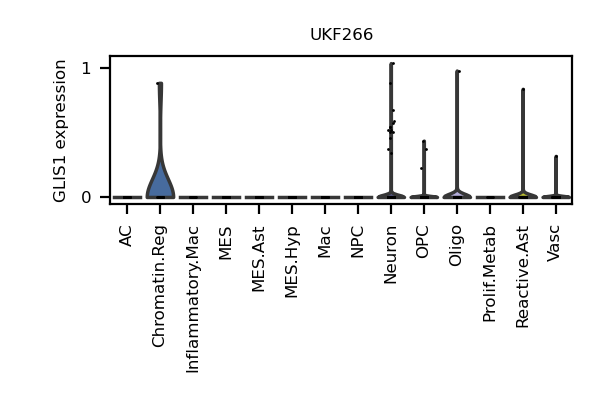 UKF266
GLIS1 expression
1
0
AC
Chromatin.Reg
Inflammatory.Mac
MES
MES.Ast
MES.Hyp
Mac
NPC
Neuron
OPC
Oligo
Prolif.Metab
Reactive.Ast
Vasc